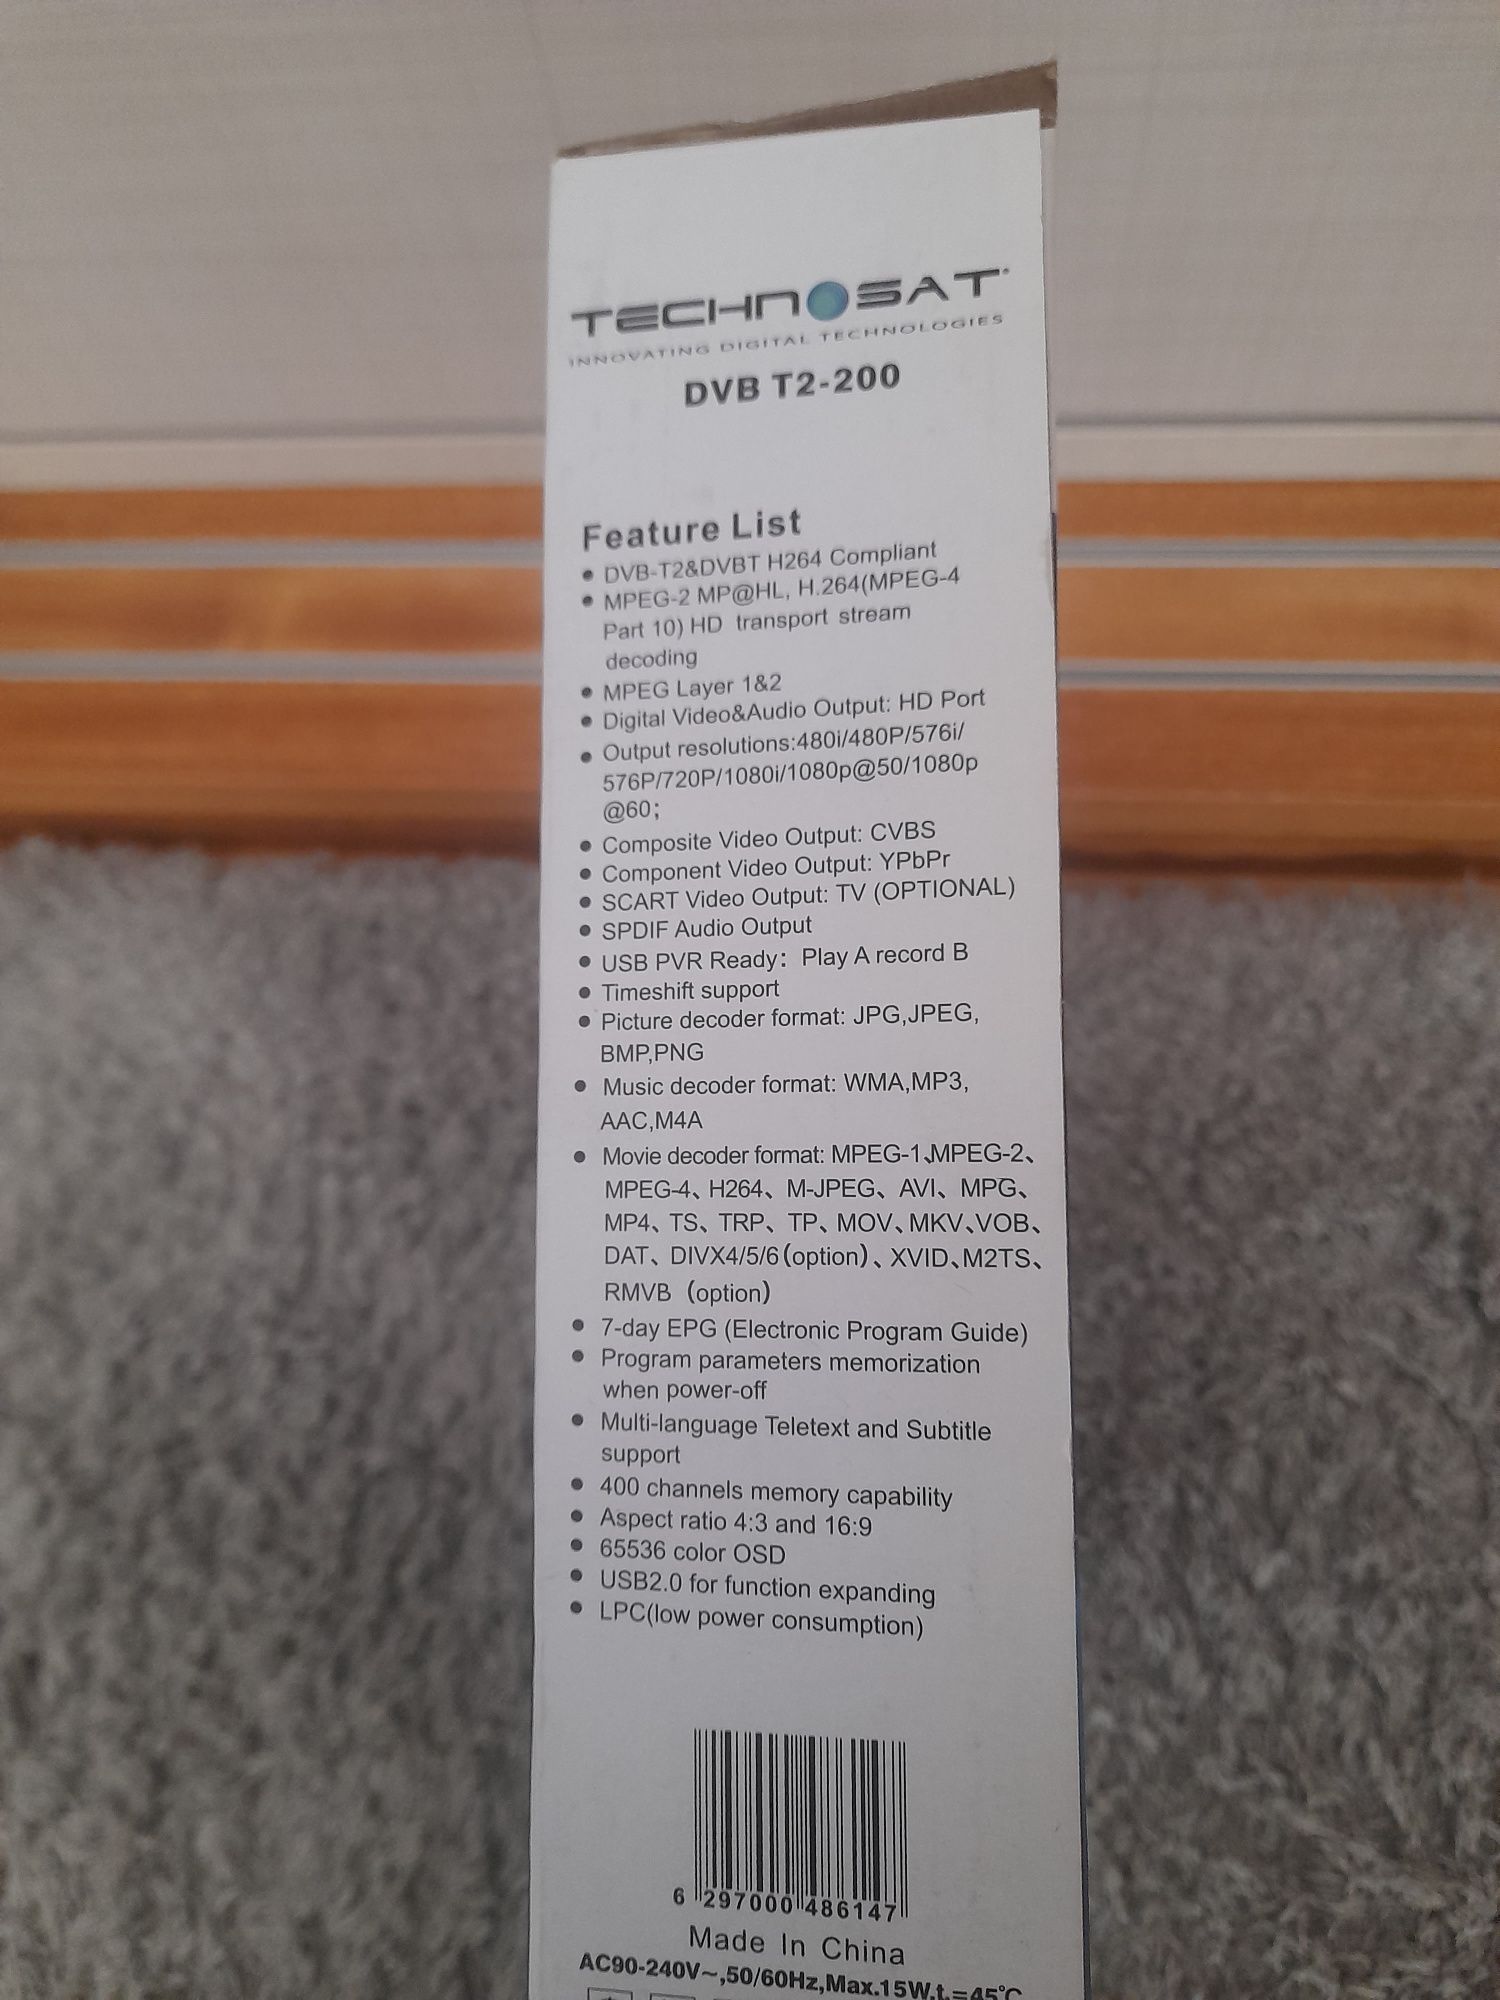 TECHNOSAT
INNOVATING DIGITAL TECHNOLOGIES
DVB T2-200
Feature List
● DVB-T2&DVBT H264 Compliant
● MPEG-2 MP@HL, H.264(MPEG-4
Part 10) HD transport stream
decoding
● MPEG Layer 1&2
● Digital Video&Audio Output: HD Port
● Output resolutions:480i/480P/576i/
576P/720P/1080i/1080p@50/1080p
@60;
● Composite Video Output: CVBS
● Component Video Output: YPbPr
● SCART Video Output: TV (OPTIONAL)
● SPDIF Audio Output
● USB PVR Ready: Play A record B
● Timeshift support
● Picture decoder format: JPG,JPEG,
BMP,PNG
● Music decoder format: WMA,MP3,
AAC,M4A
● Movie decoder format: MPEG-1、MPEG-2、
MPEG-4、H264、M-JPEG、AVI、MPG、
MP4、TS、TRP、TP、MOV、MKV、VOB、
DAT、DIVX4/5/6(option)、XVID、M2TS、
RMVB (option)
● 7-day EPG (Electronic Program Guide)
● Program parameters memorization
when power-off
● Multi-language Teletext and Subtitle
support
● 400 channels memory capability
● Aspect ratio 4:3 and 16:9
● 65536 color OSD
● USB2.0 for function expanding
● LPC(low power consumption)
6 297000 486147
Made In China
AC90-240V~,50/60Hz,Max.15W,t.=45℃